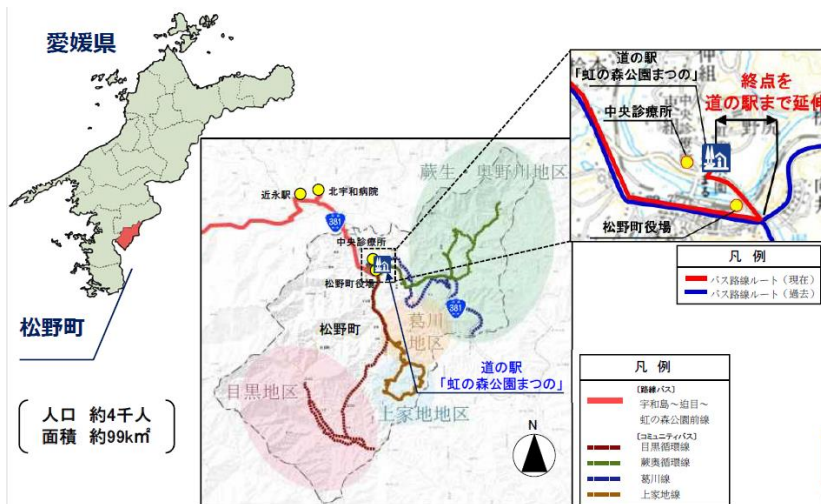 愛媛県
松野町
人口 約4千人
面積 約99km²
近永駅
北宇和病院
381
中央診療所
松野町役場
松野町
蕨生・奥野川地区
葛川
地区
381
目黒地区
上家地地区
道の駅
「虹の森公園まつの」
N
道の駅
「虹の森公園まつの」
中央診療所
終点を
道の駅まで延伸
松野町役場
凡 例
バス路線ルート（現在）
バス路線ルート（過去）
凡 例
［路線バス］
宇和島～迫目～
虹の森公園前線
［コミュニティバス］
目黒循環線
蕨奥循環線
葛川線
上家地線